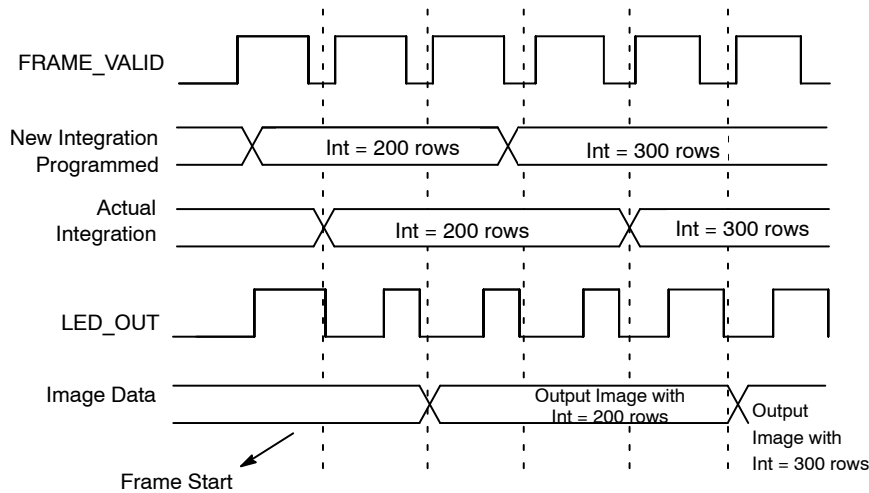 FRAME_VALID
New Integration
Programmed
Int = 200 rows
Int = 300 rows
Actual
Integration
Int = 200 rows
Int = 300 rows
LED_OUT
Image Data
Output Image with
Int = 200 rows
Output
Image with
Int = 300 rows
Frame Start